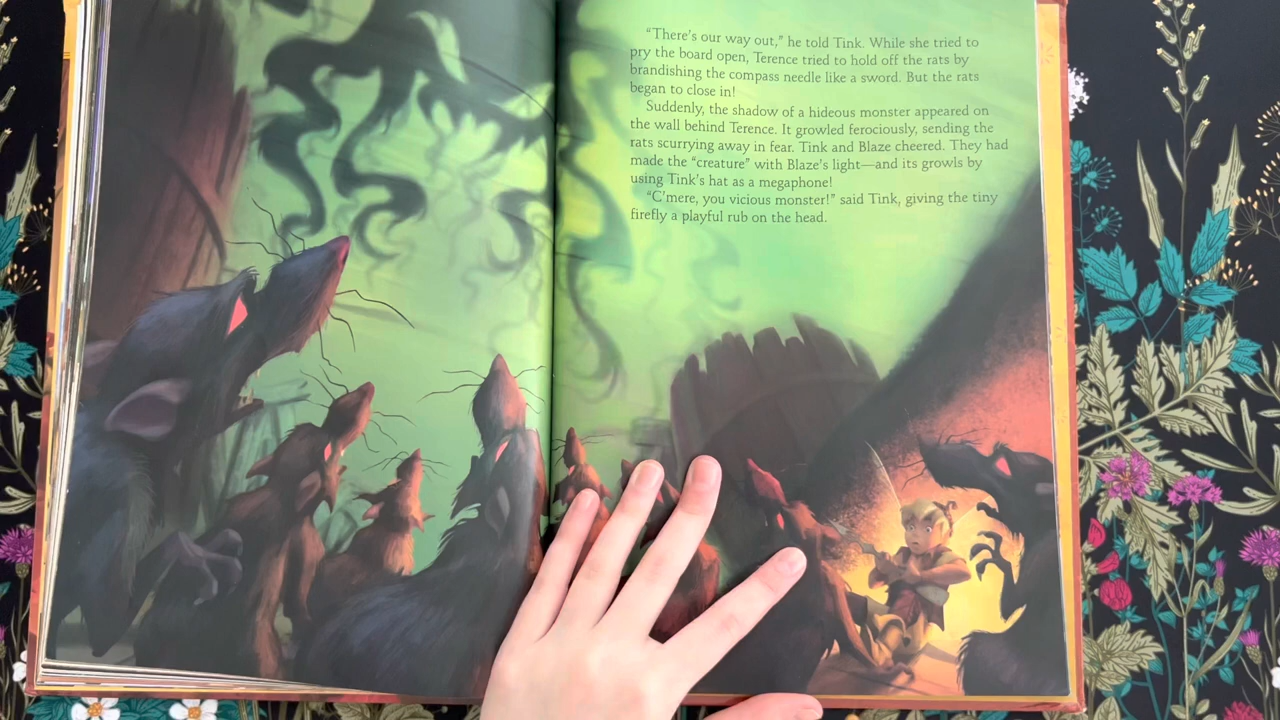 “There’s our way out,” he told Tink. While she tried to
pry the board open, Terence tried to hold off the rats by
brandishing the compass needle like a sword. But the rats
began to close in!
Suddenly, the shadow of a hideous monster appeared on
the wall behind Terence. It growled ferociously, sending the
rats scurrying away in fear. Tink and Blaze cheered. They had
made the “creature” with Blaze’s light—and its growls by
using Tink’s hat as a megaphone!
“C’mere, you vicious monster!” said Tink, giving the tiny
firefly a playful rub on the head.